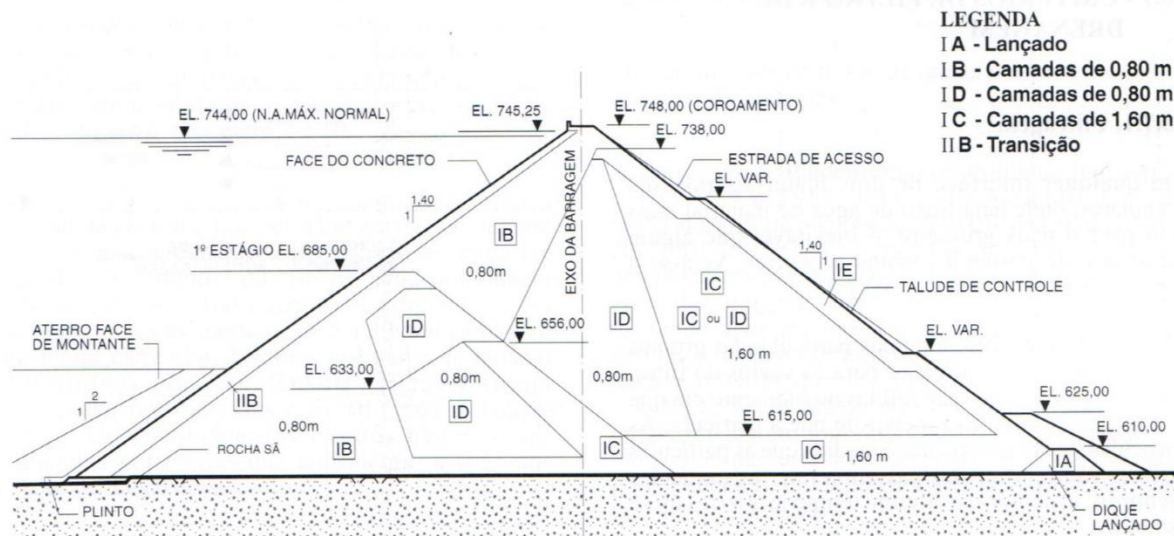 LEGENDA
IA - Lançado
IB - Camadas de 0,80 m
ID - Camadas de 0,80 m
IC - Camadas de 1,60 m
IIB - Transição
EL. 744,00 (N.A.MÁX. NORMAL)
EL. 745,25
EL. 748,00 (COROAMENTO)
EL. 738,00
FACE DO CONCRETO
EIXO DA BARRAGEM
ESTRADA DE ACESSO
EL. VAR.
1,40
1
IB
0,80m
1º ESTÁGIO EL. 685,00
1,40
1
IE
IC
TALUDE DE CONTROLE
ID
ID
IC ou ID
EL. 656,00
1,60 m
EL. VAR.
ATERRO FACE
DE MONTANTE
EL. 633,00
0,80m
0,80m
2
1
IIB
ID
0,80m
EL. 615,00
EL. 625,00
EL. 610,00
ROCHA SÃ
IB
IC
IC
1,60 m
IA
PLINTO
DIQUE
LANÇADO